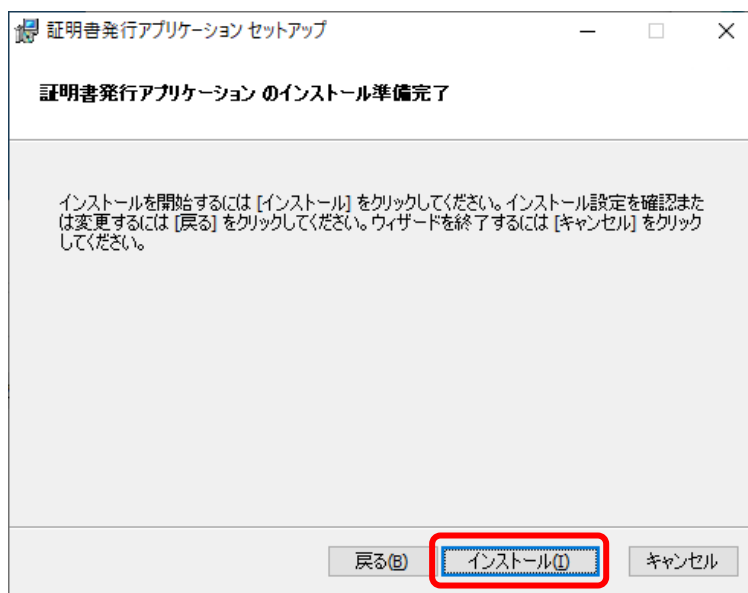 証明書発行アプリケーション セットアップ
証明書発行アプリケーション のインストール準備完了
インストールを開始するには [インストール] をクリックしてください。インストール設定を確認また
は変更するには [戻る] をクリックしてください。ウィザードを終了するには [キャンセル] をクリック
してください。
戻る(B) インストール(I) キャンセル